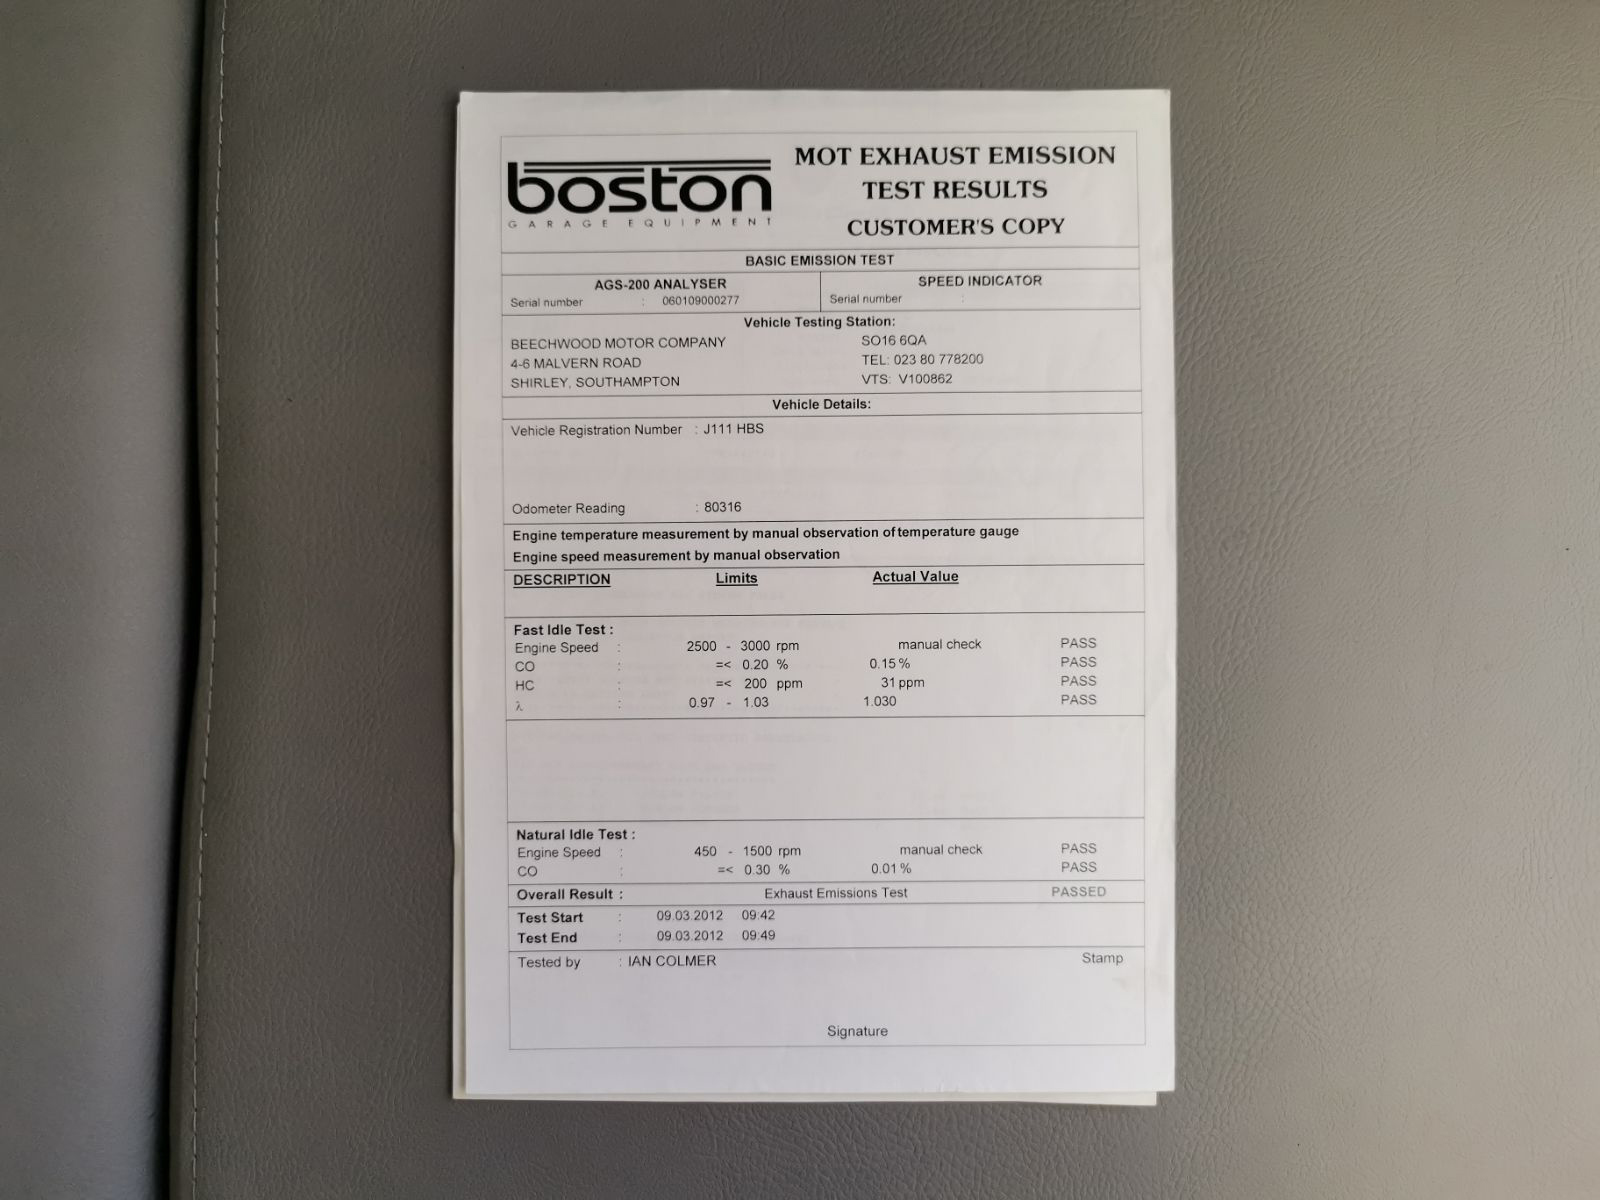 boston
GARAGE EQUIPMENT
MOT EXHAUST EMISSION
TEST RESULTS
CUSTOMER'S COPY
BASIC EMISSION TEST
AGS-200 ANALYSER
Serial number : 060109000277
SPEED INDICATOR
Serial number :
Vehicle Testing Station:
BEECHWOOD MOTOR COMPANY SO16 6QA
4-6 MALVERN ROAD TEL: 023 80 778200
SHIRLEY, SOUTHAMPTON VTS: V100862
Vehicle Details:
Vehicle Registration Number : J111 HBS
Odometer Reading : 80316
Engine temperature measurement by manual observation of temperature gauge
Engine speed measurement by manual observation
DESCRIPTION Limits Actual Value
Fast Idle Test :
Engine Speed : 2500 - 3000 rpm manual check PASS
CO : =< 0.20 % 0.15 % PASS
HC : =< 200 ppm 31 ppm PASS
λ : 0.97 - 1.03 1.030 PASS
Natural Idle Test :
Engine Speed : 450 - 1500 rpm manual check PASS
CO : =< 0.30 % 0.01 % PASS
Overall Result : Exhaust Emissions Test PASSED
Test Start : 09.03.2012 09:42
Test End : 09.03.2012 09:49
Tested by : IAN COLMER Stamp
Signature